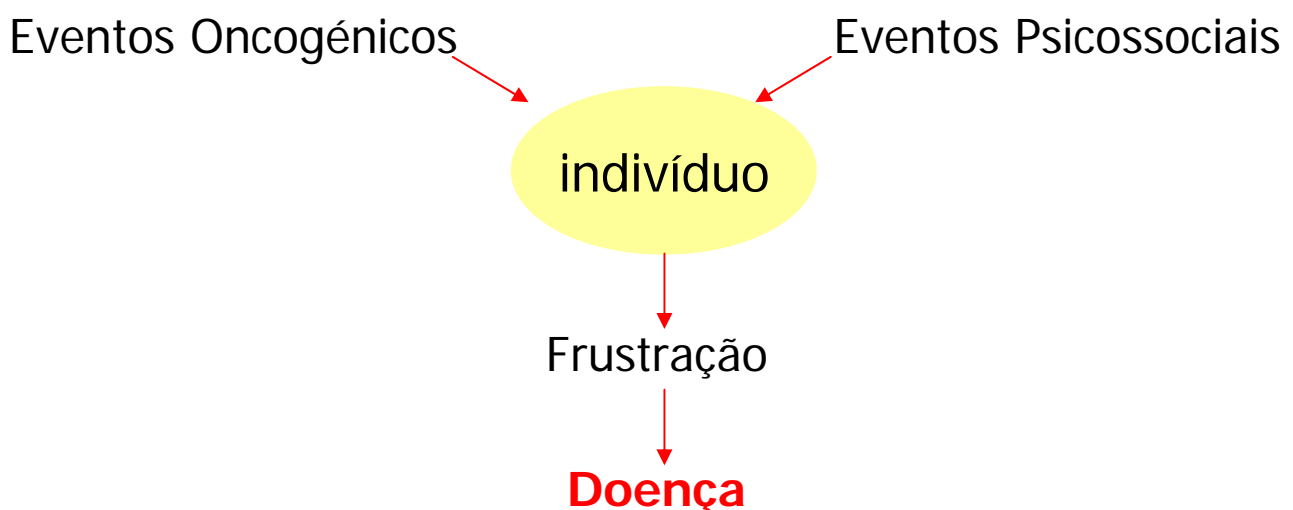 Eventos Oncogénicos
Eventos Psicossociais
indivíduo
Frustração
Doença